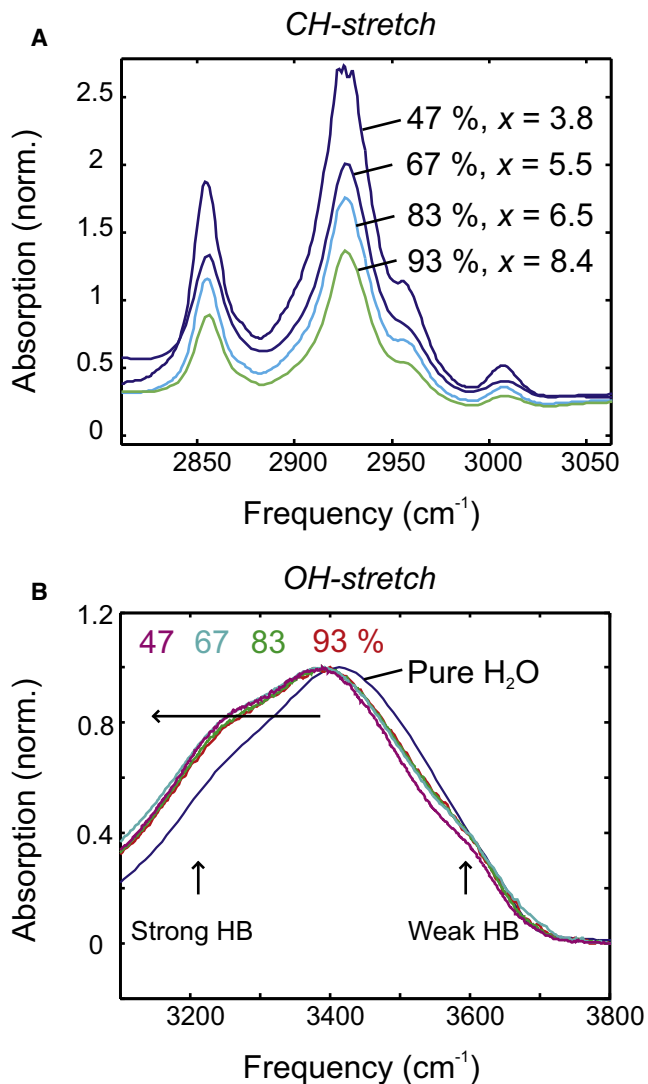 A
CH-stretch
Absorption (norm.)
2.5
2
1.5
1
0.5
0
47 %, x = 3.8
67 %, x = 5.5
83 %, x = 6.5
93 %, x = 8.4
2850 2900 2950 3000 3050
Frequency (cm⁻¹)
B
OH-stretch
Absorption (norm.)
1.2
0.8
0.4
0
47 67 83 93 %
Pure H₂O
Strong HB
Weak HB
3200 3400 3600 3800
Frequency (cm⁻¹)